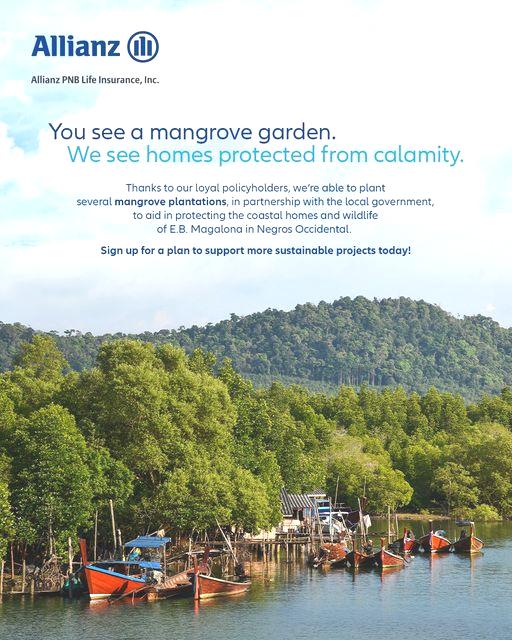 Allianz
Allianz PNB Life Insurance, Inc.
You see a mangrove garden.
We see homes protected from calamity.
Thanks to our loyal policyholders, we're able to plant
several mangrove plantations, in partnership with the local government,
to aid in protecting the coastal homes and wildlife
of E.B. Magalona in Negros Occidental.
Sign up for a plan to support more sustainable projects today!